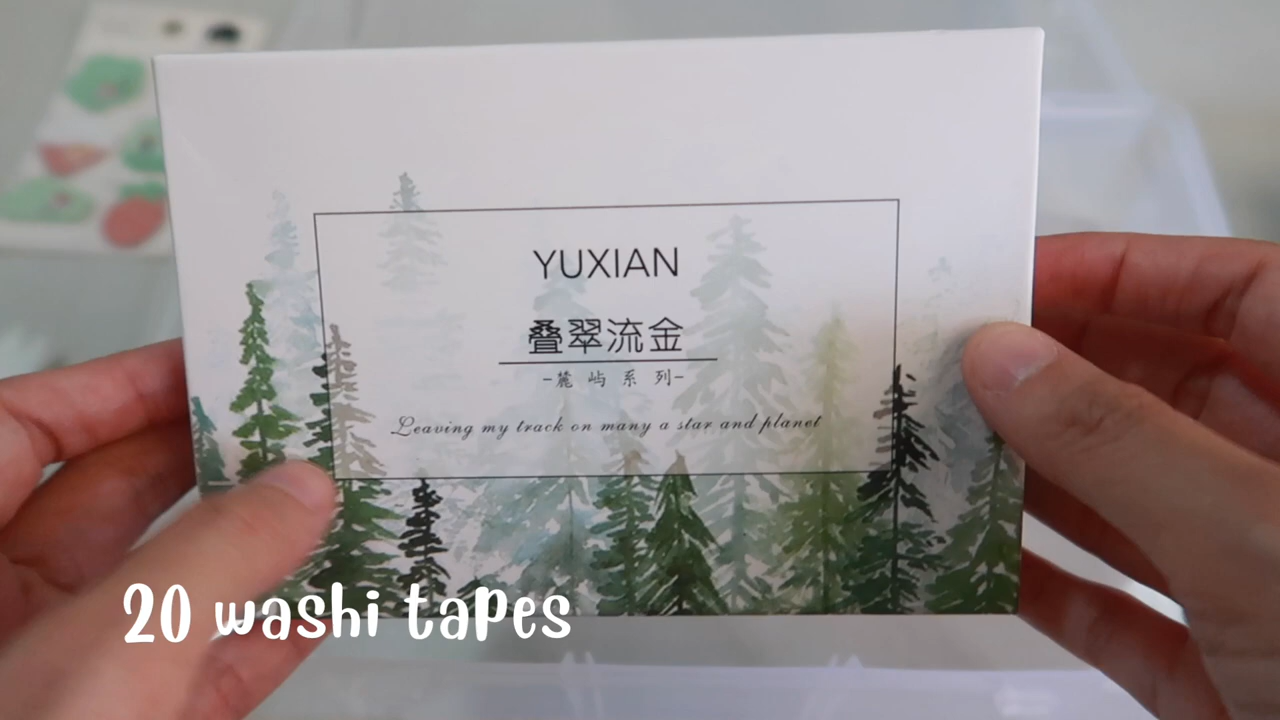 YUXIAN
叠翠流金
-麓 屿 系 列-
Leaving my track on many a star and planet
20 washi tapes